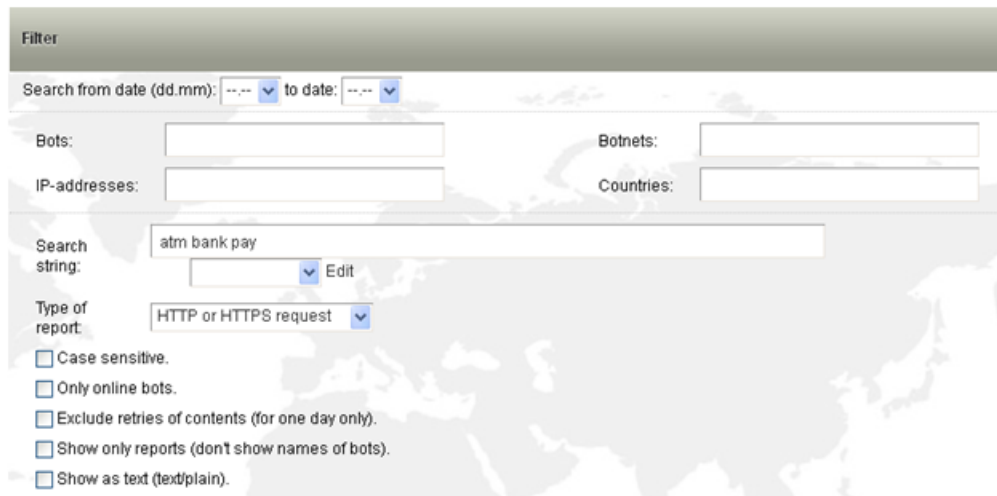 Filter
Search from date (dd.mm): --.-- to date: --.--
Bots: Botnets:
IP-addresses: Countries:
Search string: atm bank pay
Edit
Type of report: HTTP or HTTPS request
Case sensitive.
Only online bots.
Exclude retries of contents (for one day only).
Show only reports (don't show names of bots).
Show as text (text/plain).